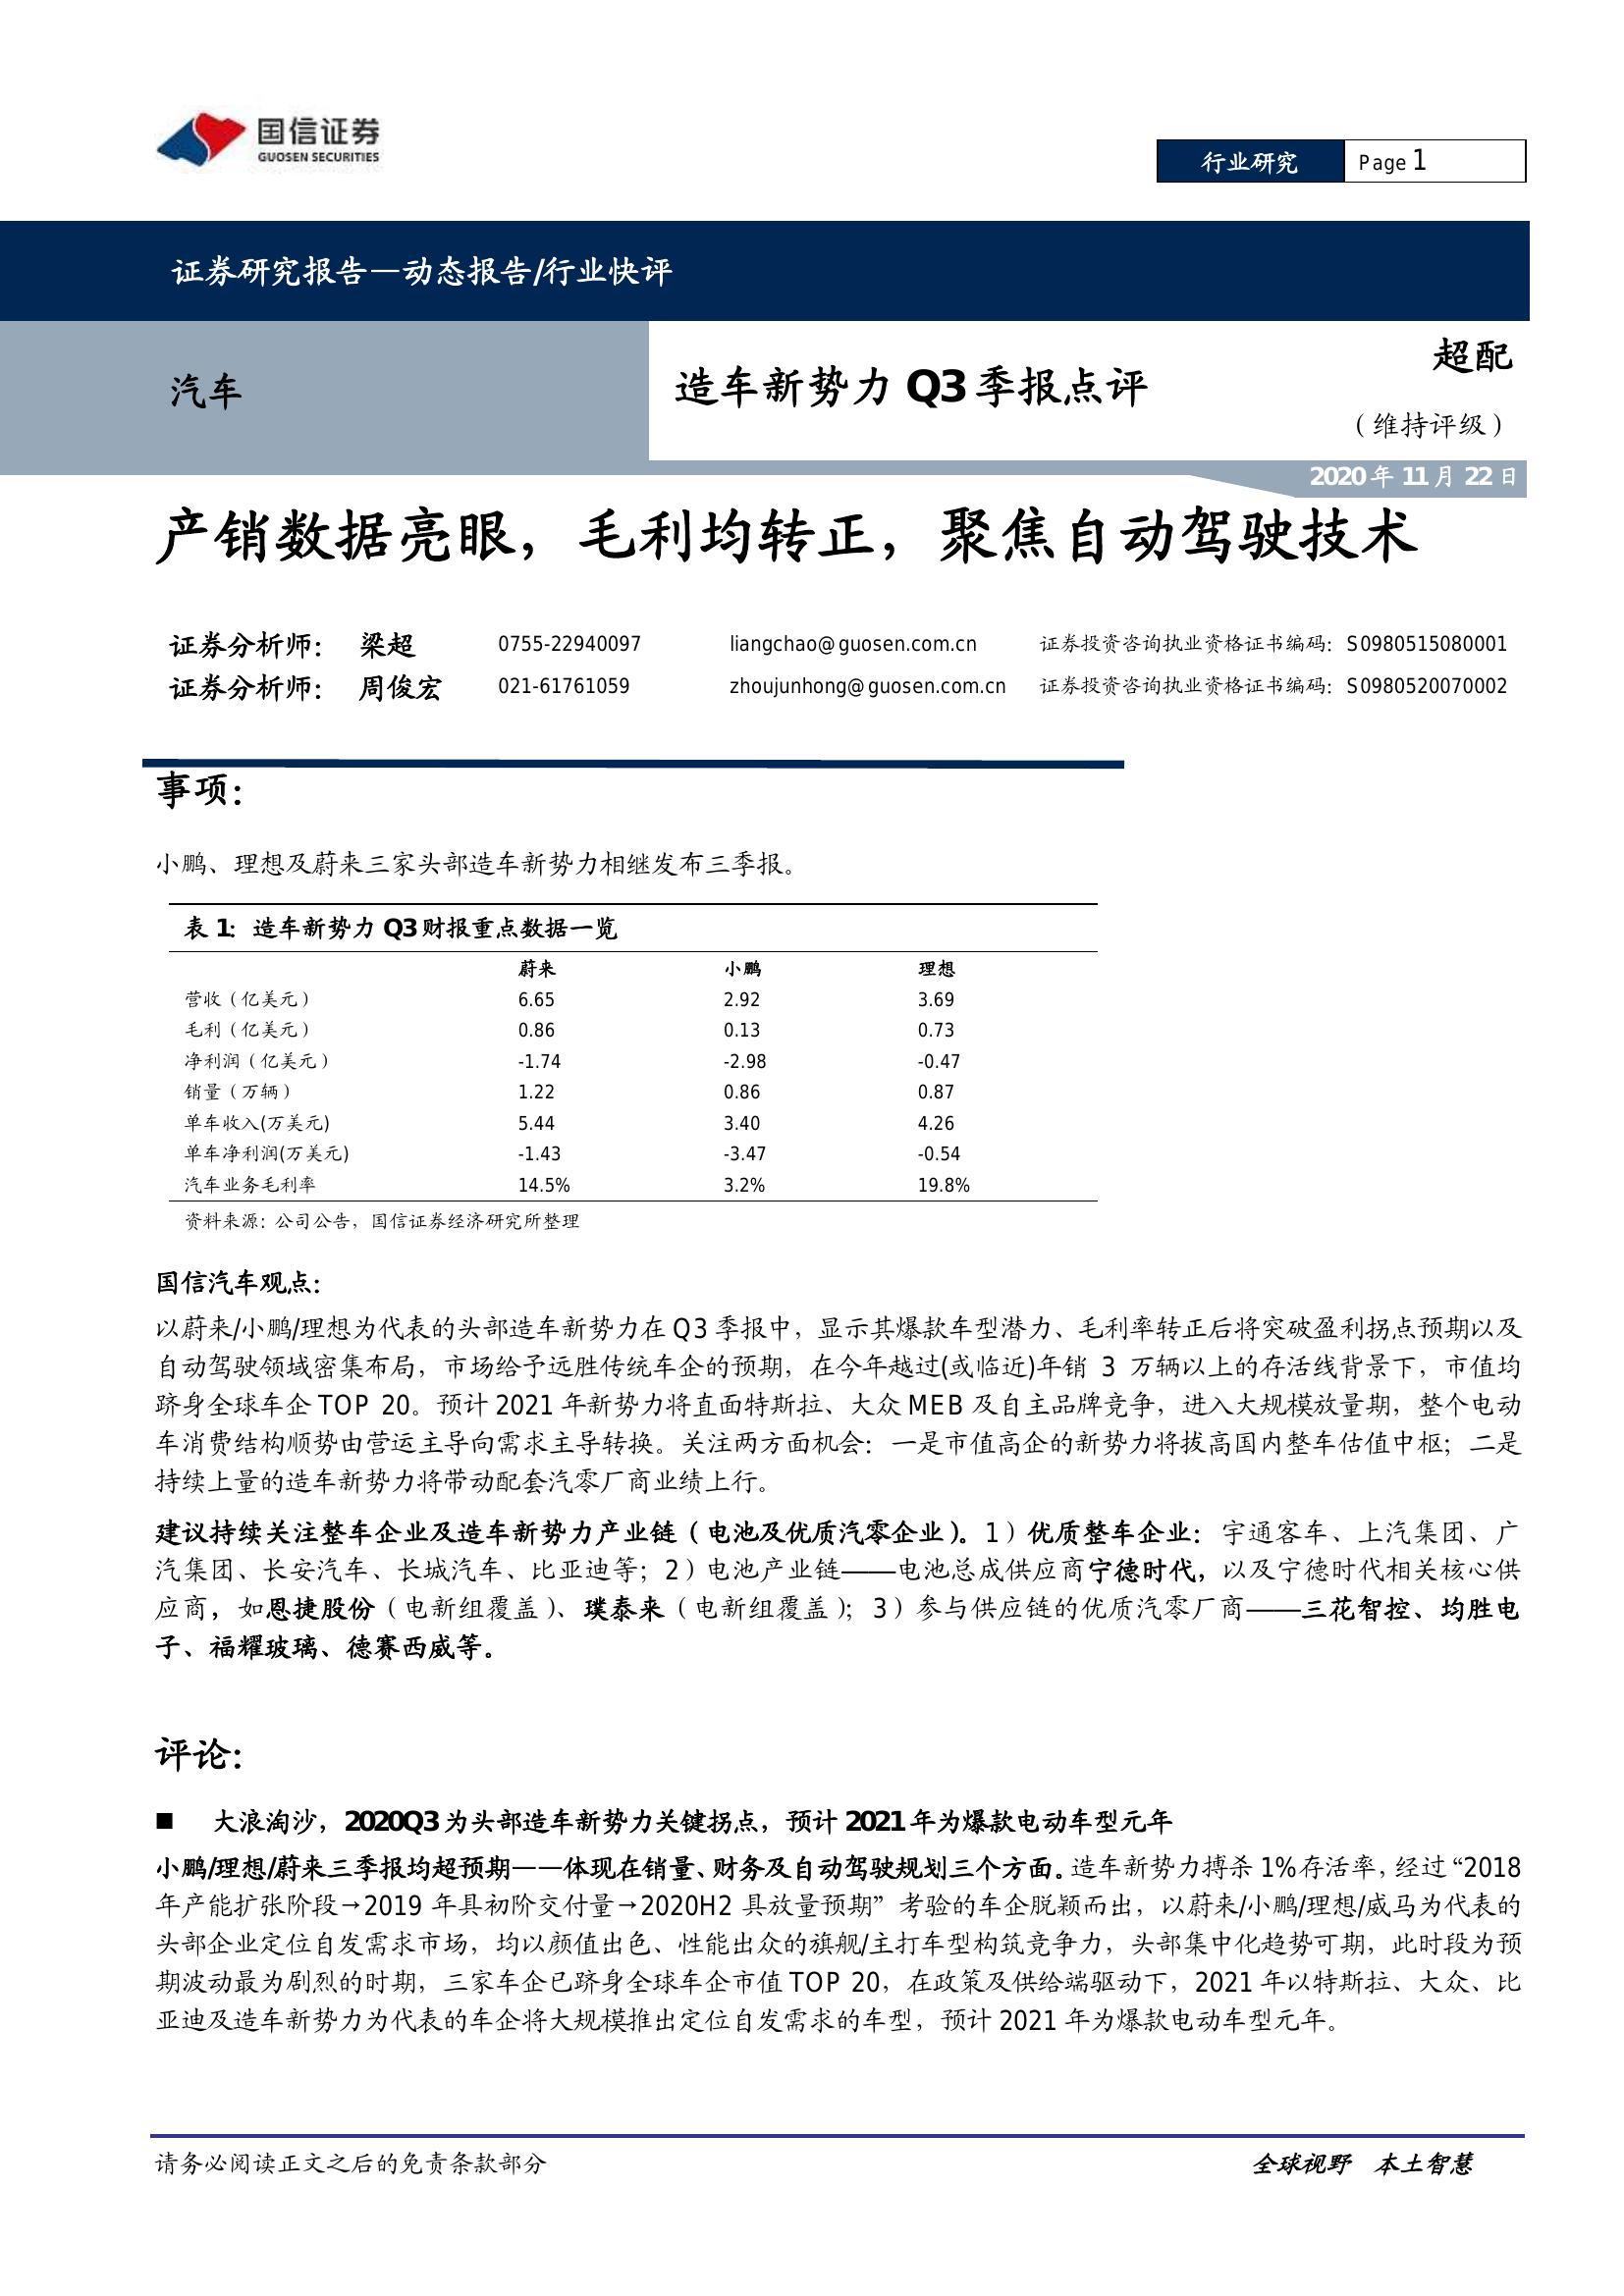 国信证券
GUOSEN SECURITIES
行业研究 Page 1
证券研究报告—动态报告/行业快评
汽车
造车新势力 Q3 季报点评
超配
（维持评级）
2020 年 11 月 22 日
产销数据亮眼，毛利均转正，聚焦自动驾驶技术
证券分析师： 梁超 0755-22940097 liangchao@guosen.com.cn 证券投资咨询执业资格证书编码：S0980515080001
证券分析师： 周俊宏 021-61761059 zhoujunhong@guosen.com.cn 证券投资咨询执业资格证书编码：S0980520070002
事项：
小鹏、理想及蔚来三家头部造车新势力相继发布三季报。
表 1：造车新势力 Q3 财报重点数据一览
蔚来 小鹏 理想
营收（亿美元） 6.65 2.92 3.69
毛利（亿美元） 0.86 0.13 0.73
净利润（亿美元） -1.74 -2.98 -0.47
销量（万辆） 1.22 0.86 0.87
单车收入(万美元) 5.44 3.40 4.26
单车净利润(万美元) -1.43 -3.47 -0.54
汽车业务毛利率 14.5% 3.2% 19.8%
资料来源：公司公告，国信证券经济研究所整理
国信汽车观点：
以蔚来/小鹏/理想为代表的头部造车新势力在 Q3 季报中，显示其爆款车型潜力、毛利率转正后将突破盈利拐点预期以及
自动驾驶领域密集布局，市场给予远胜传统车企的预期，在今年越过(或临近)年销 3 万辆以上的存活线背景下，市值均
跻身全球车企 TOP 20。预计 2021 年新势力将直面特斯拉、大众 MEB 及自主品牌竞争，进入大规模放量期，整个电动
车消费结构顺势由营运主导向需求主导转换。关注两方面机会：一是市值高企的新势力将拔高国内整车估值中枢；二是
持续上量的造车新势力将带动配套汽零厂商业绩上行。
建议持续关注整车企业及造车新势力产业链（电池及优质汽零企业）。1）优质整车企业：宇通客车、上汽集团、广
汽集团、长安汽车、长城汽车、比亚迪等；2）电池产业链——电池总成供应商宁德时代，以及宁德时代相关核心供
应商，如恩捷股份（电新组覆盖）、璞泰来（电新组覆盖）；3）参与供应链的优质汽零厂商——三花智控、均胜电
子、福耀玻璃、德赛西威等。
评论：
■ 大浪淘沙，2020Q3 为头部造车新势力关键拐点，预计 2021 年为爆款电动车型元年
小鹏/理想/蔚来三季报均超预期——体现在销量、财务及自动驾驶规划三个方面。造车新势力搏杀 1%存活率，经过“2018
年产能扩张阶段→2019 年具初阶交付量→2020H2 具放量预期”考验的车企脱颖而出，以蔚来/小鹏/理想/威马为代表的
头部企业定位自发需求市场，均以颜值出色、性能出众的旗舰/主打车型构筑竞争力，头部集中化趋势可期，此时段为预
期波动最为剧烈的时期，三家车企已跻身全球车企市值 TOP 20，在政策及供给端驱动下，2021 年以特斯拉、大众、比
亚迪及造车新势力为代表的车企将大规模推出定位自发需求的车型，预计 2021 年为爆款电动车型元年。
请务必阅读正文之后的免责条款部分 全球视野 本土智慧